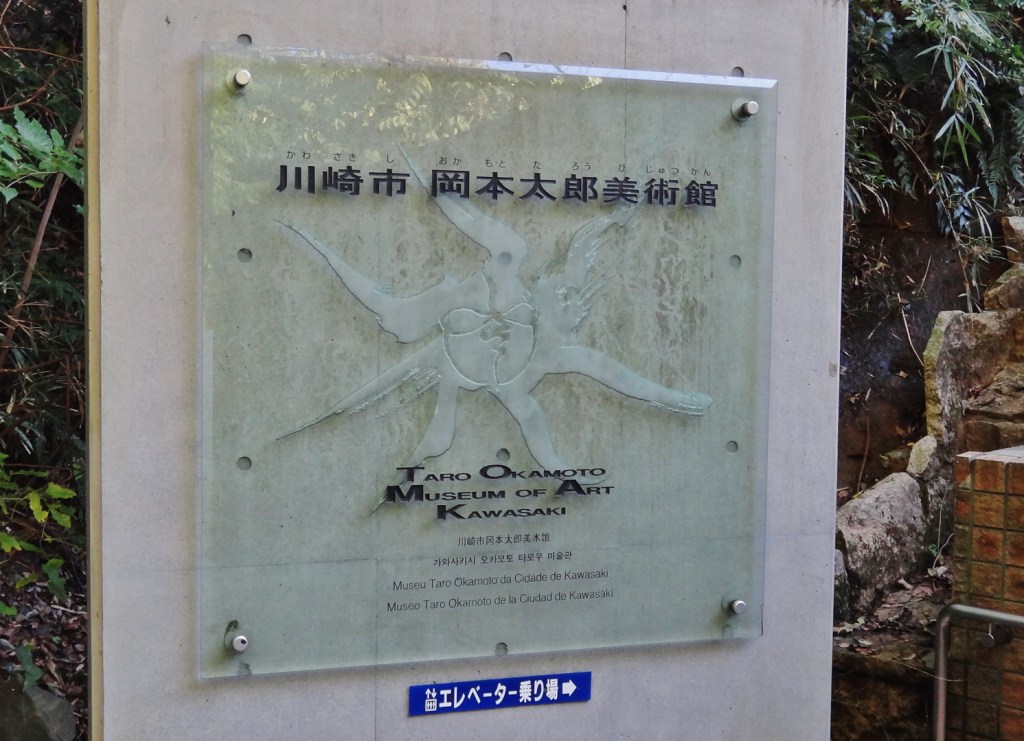 かわ さき し おか もと た ろう び じゅつ かん
川崎市 岡本太郎美術館
TARO OKAMOTO
MUSEUM OF ART
KAWASAKI
川崎市冈本太郎美术馆
가와사키시 오카모토 타로우 미술관
Museu Taro Okamoto da Cidade de Kawasaki
Museo Taro Okamoto de la Ciudad de Kawasaki
エレベーター乗り場➡